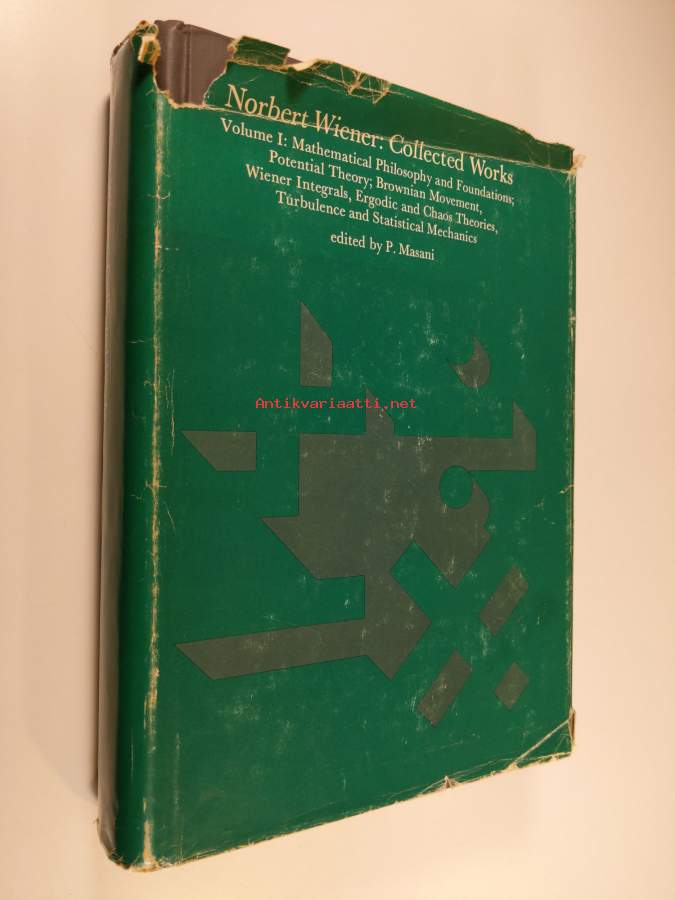 Norbert Wiener: Collected Works
Volume I: Mathematical Philosophy and Foundations;
Potential Theory; Brownian Movement,
Wiener Integrals, Ergodic and Chaos Theories,
Turbulence and Statistical Mechanics
edited by P. Masani
Antikvariaatti.net